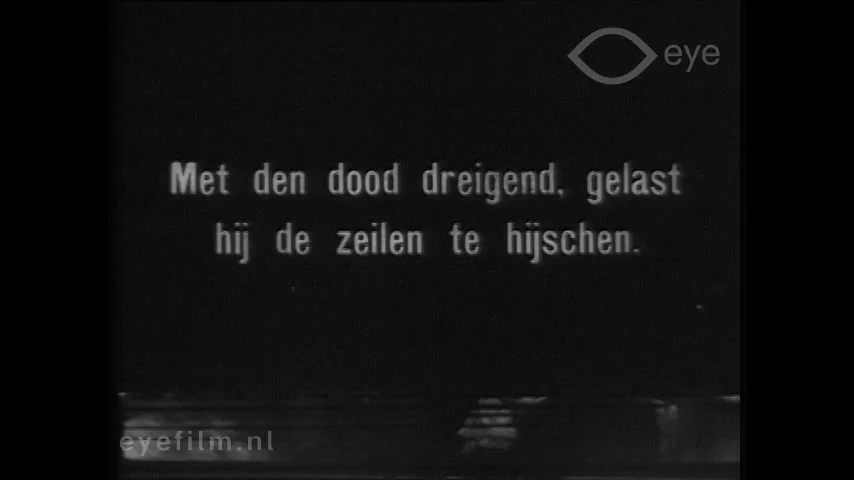 eye
Met den dood dreigend, gelast
hij de zeilen te hijschen.
eyefilm.nl